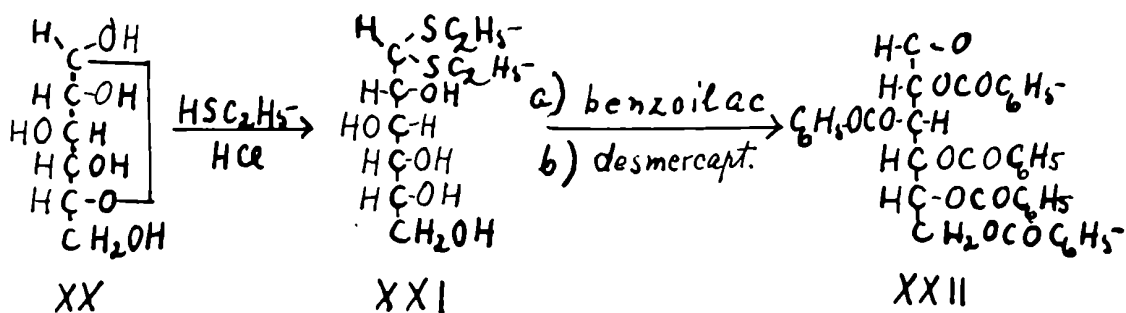 H OH
C
H C-OH
HO C H
H C OH
H C-O
CH2OH
XX
HSC2H5
HCl
H SC2H5
C
SC2H5
H-C-OH
HO C-H
H C-OH
H C-OH
CH2OH
XXI
a) benzoilac
b) desmercapt.
H-C-O
H C OCOC6H5
C6H5OCO-C-H
H C OCOC6H5
H C-OCOC6H5
CH2OCOC6H5
XXII